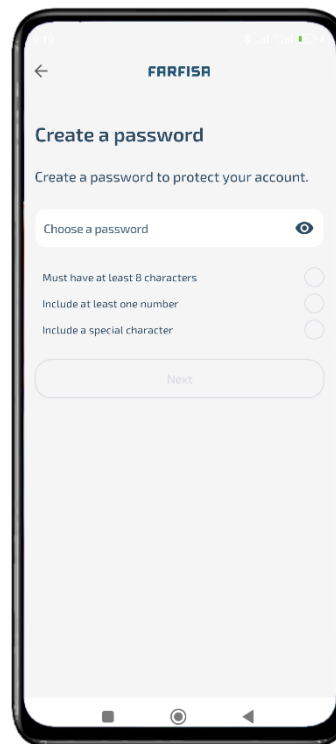 FARFISA
Create a password
Create a password to protect your account.
Choose a password
Must have at least 8 characters
Include at least one number
Include a special character
Next